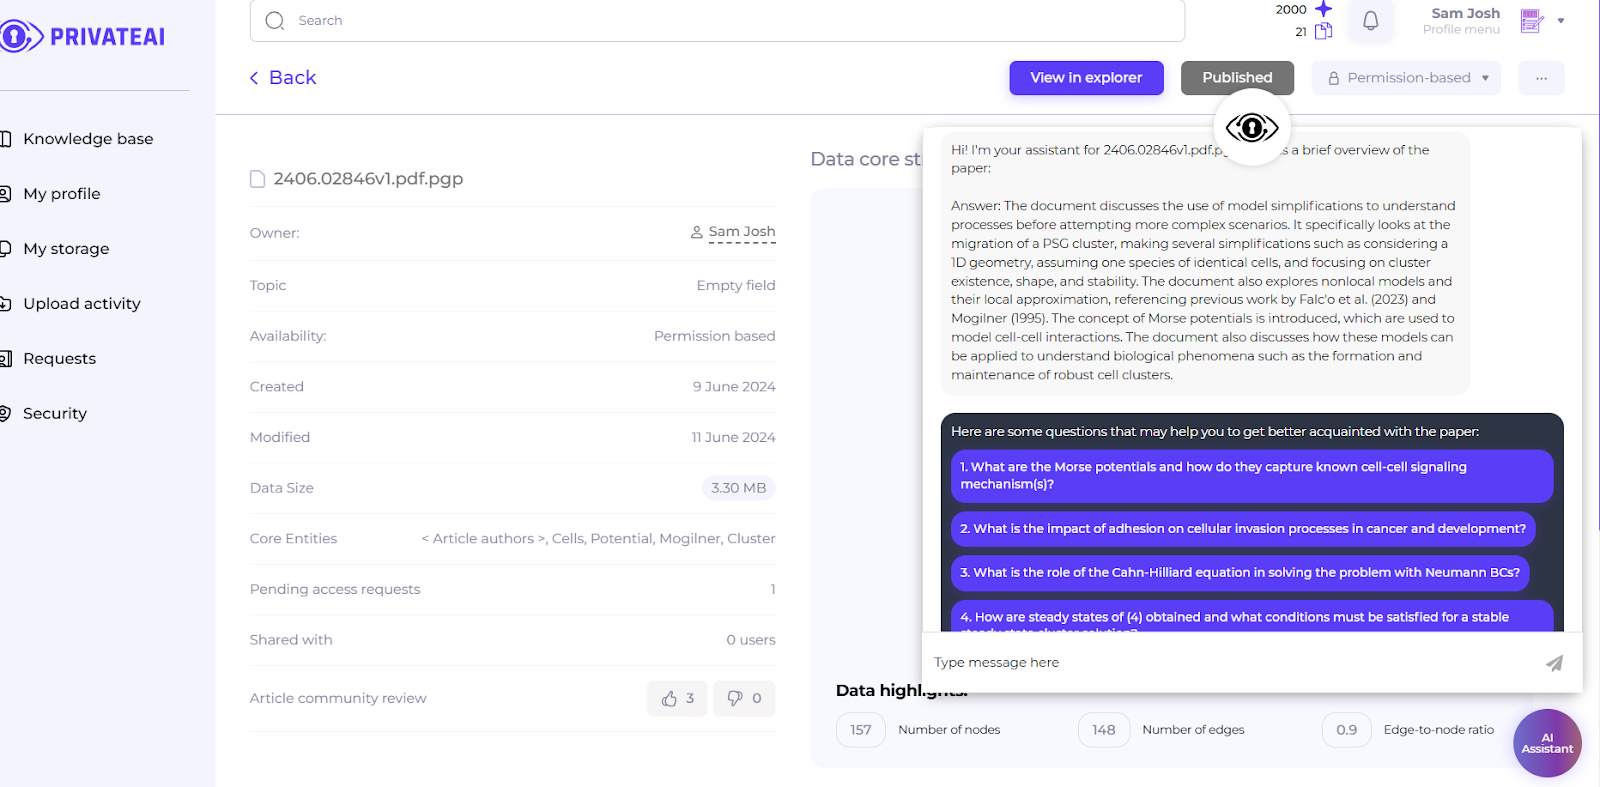 PRIVATEAI
Knowledge base
My profile
My storage
Upload activity
Requests
Security
Search
2000
21
Sam Josh
Profile menu
Back
View in explorer
Published
Permission-based
...
2406.02846v1.pdf.pgp
Owner:
Sam Josh
Topic
Empty field
Availability:
Permission based
Created
9 June 2024
Modified
11 June 2024
Data Size
3.30 MB
Core Entities
< Article authors >, Cells, Potential, Mogilner, Cluster
Pending access requests
1
Shared with
0 users
Article community review
3
0
Data core
Hi! I'm your assistant for 2406.02846v1.pdf. a brief overview of the
paper:
Answer: The document discusses the use of model simplifications to understand
processes before attempting more complex scenarios. It specifically looks at the
migration of a PSG cluster, making several simplifications such as considering a
1D geometry, assuming one species of identical cells, and focusing on cluster
existence, shape, and stability. The document also explores nonlocal models and
their local approximation, referencing previous work by Falc'o et al. (2023) and
Mogilner (1995). The concept of Morse potentials is introduced, which are used to
model cell-cell interactions. The document also discusses how these models can
be applied to understand biological phenomena such as the formation and
maintenance of robust cell clusters.
Here are some questions that may help you to get better acquainted with the paper:
1. What are the Morse potentials and how do they capture known cell-cell signaling
mechanism(s)?
2. What is the impact of adhesion on cellular invasion processes in cancer and development?
3. What is the role of the Cahn-Hilliard equation in solving the problem with Neumann BCs?
4. How are steady states of (4) obtained and what conditions must be satisfied for a stable
steady state cluster solution?
Type message here
Data highlights:
157
Number of nodes
148
Number of edges
0.9
Edge-to-node ratio
AI
Assistant